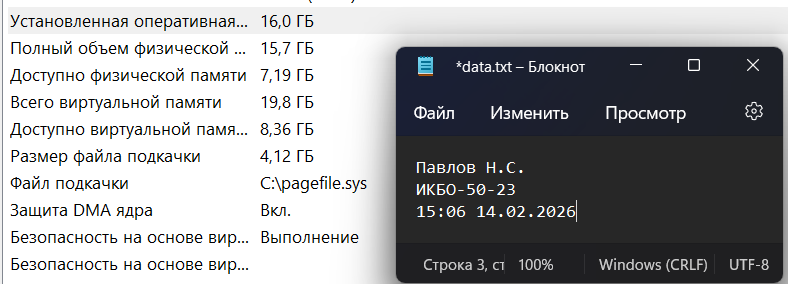 Установленная оперативная... 16,0 ГБ
Полный объем физической ... 15,7 ГБ
Доступно физической памяти 7,19 ГБ
Всего виртуальной памяти 19,8 ГБ
Доступно виртуальной памя... 8,36 ГБ
Размер файла подкачки 4,12 ГБ
Файл подкачки C:\pagefile.sys
Защита DMA ядра Вкл.
Безопасность на основе вир... Выполнение
Безопасность на основе вир...
*data.txt – Блокнот
Файл Изменить Просмотр
Павлов Н.С.
ИКБО-50-23
15:06 14.02.2026
Строка 3, ст 100% Windows (CRLF) UTF-8